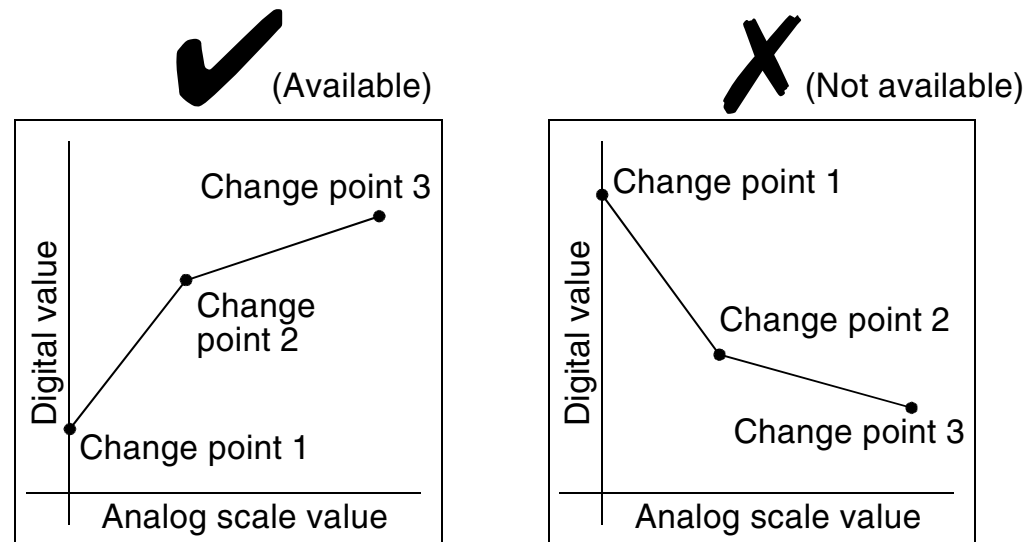 (Available)
Change point 3
Change
point 2
Change point 1
Digital value
Analog scale value
(Not available)
Change point 1
Change point 2
Change point 3
Digital value
Analog scale value